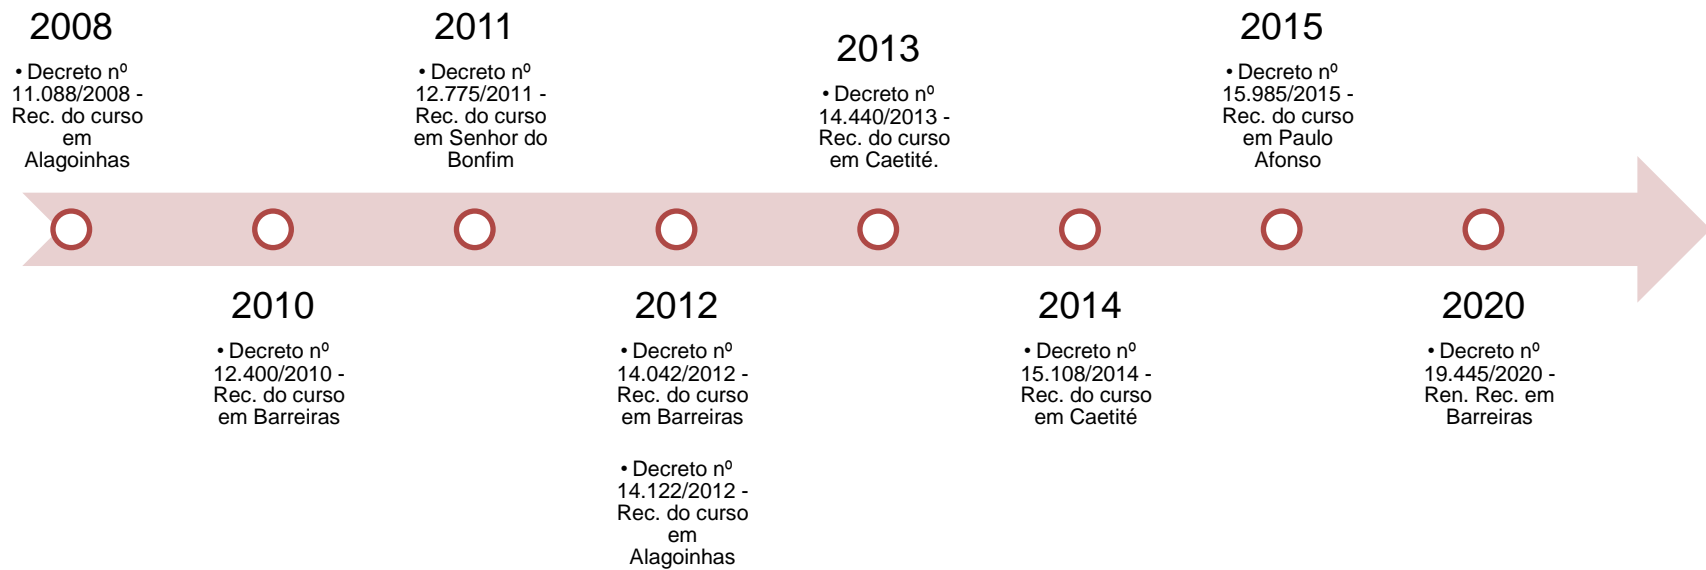 2008
• Decreto nº
11.088/2008 -
Rec. do curso
em
Alagoinhas
2010
• Decreto nº
12.400/2010 -
Rec. do curso
em Barreiras
2011
• Decreto nº
12.775/2011 -
Rec. do curso
em Senhor do
Bonfim
2012
• Decreto nº
14.042/2012 -
Rec. do curso
em Barreiras
• Decreto nº
14.122/2012 -
Rec. do curso
em
Alagoinhas
2013
• Decreto nº
14.440/2013 -
Rec. do curso
em Caetité.
2014
• Decreto nº
15.108/2014 -
Rec. do curso
em Caetité
2015
• Decreto nº
15.985/2015 -
Rec. do curso
em Paulo
Afonso
2020
• Decreto nº
19.445/2020 -
Ren. Rec. em
Barreiras